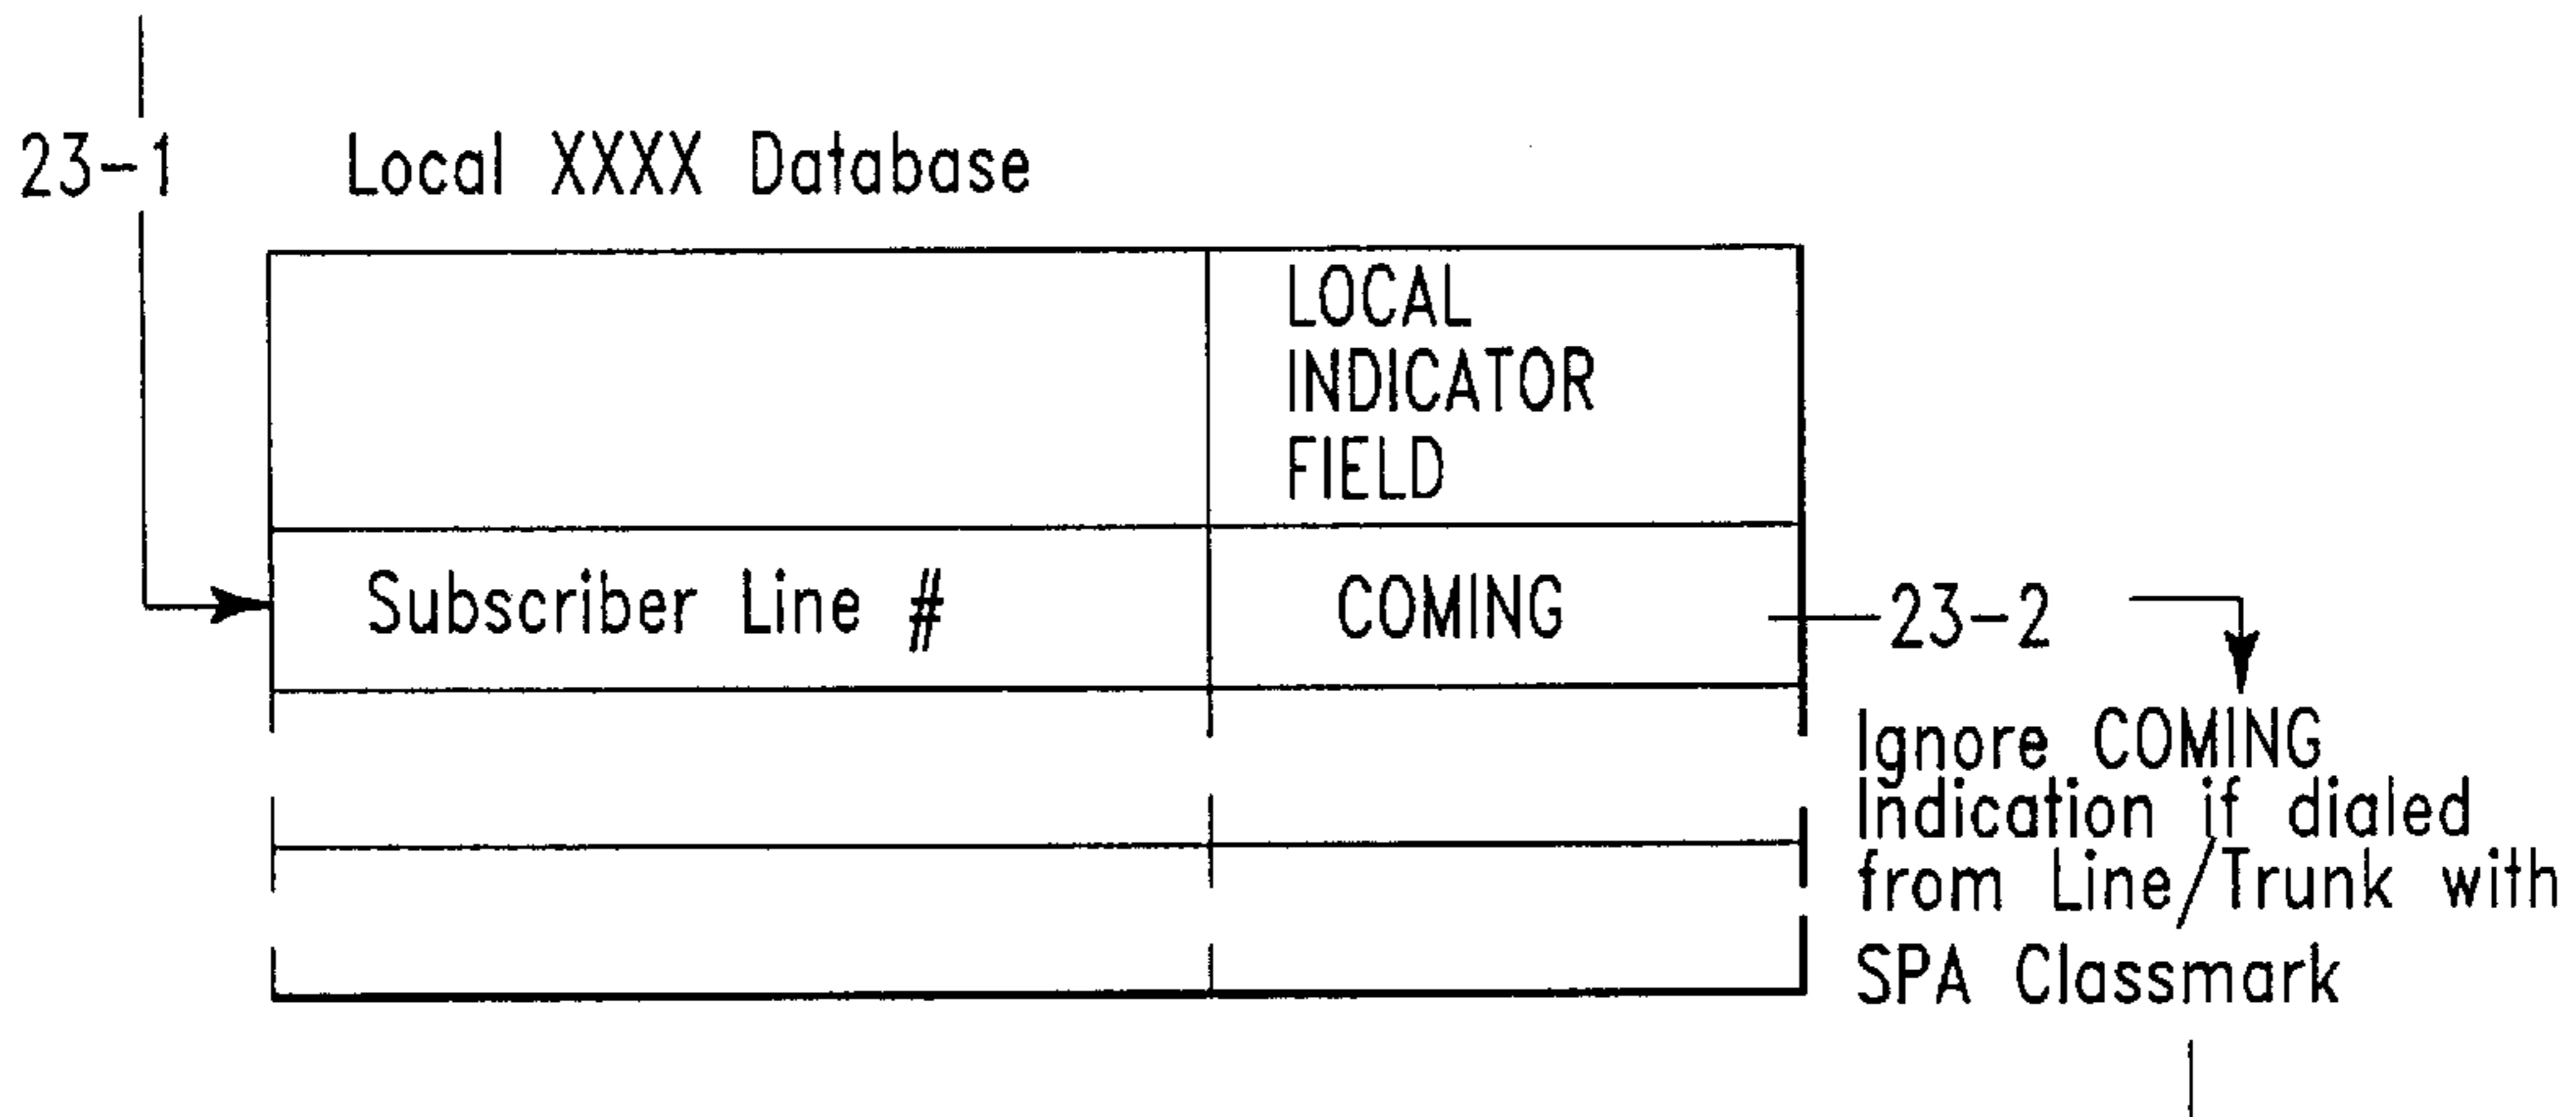 23-1 Local XXXX Database
LOCAL
INDICATOR
FIELD
Subscriber Line # COMING 23-2
Ignore COMING
Indication if dialed
from Line/Trunk with
SPA Classmark